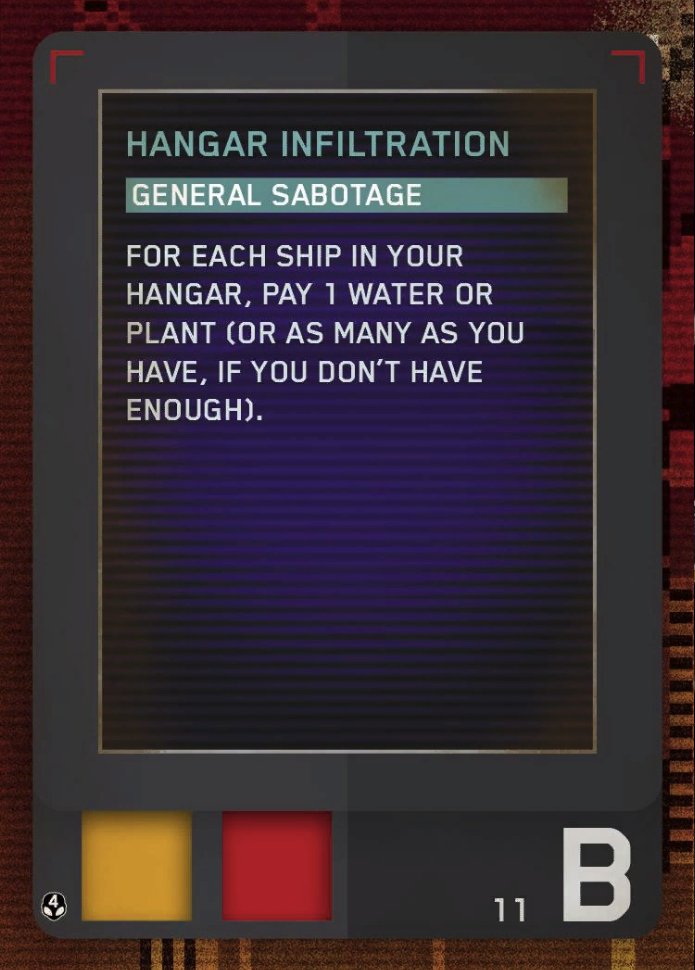 HANGAR INFILTRATION
GENERAL SABOTAGE
FOR EACH SHIP IN YOUR
HANGAR, PAY 1 WATER OR
PLANT (OR AS MANY AS YOU
HAVE, IF YOU DON'T HAVE
ENOUGH).
4
11
B